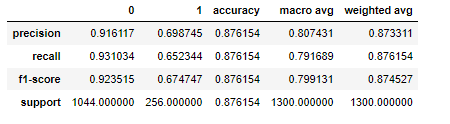 0 1 accuracy macro avg weighted avg
precision 0.916117 0.698745 0.876154 0.807431 0.873311
recall 0.931034 0.652344 0.876154 0.791689 0.876154
f1-score 0.923515 0.674747 0.876154 0.799131 0.874527
support 1044.000000 256.000000 0.876154 1300.000000 1300.000000